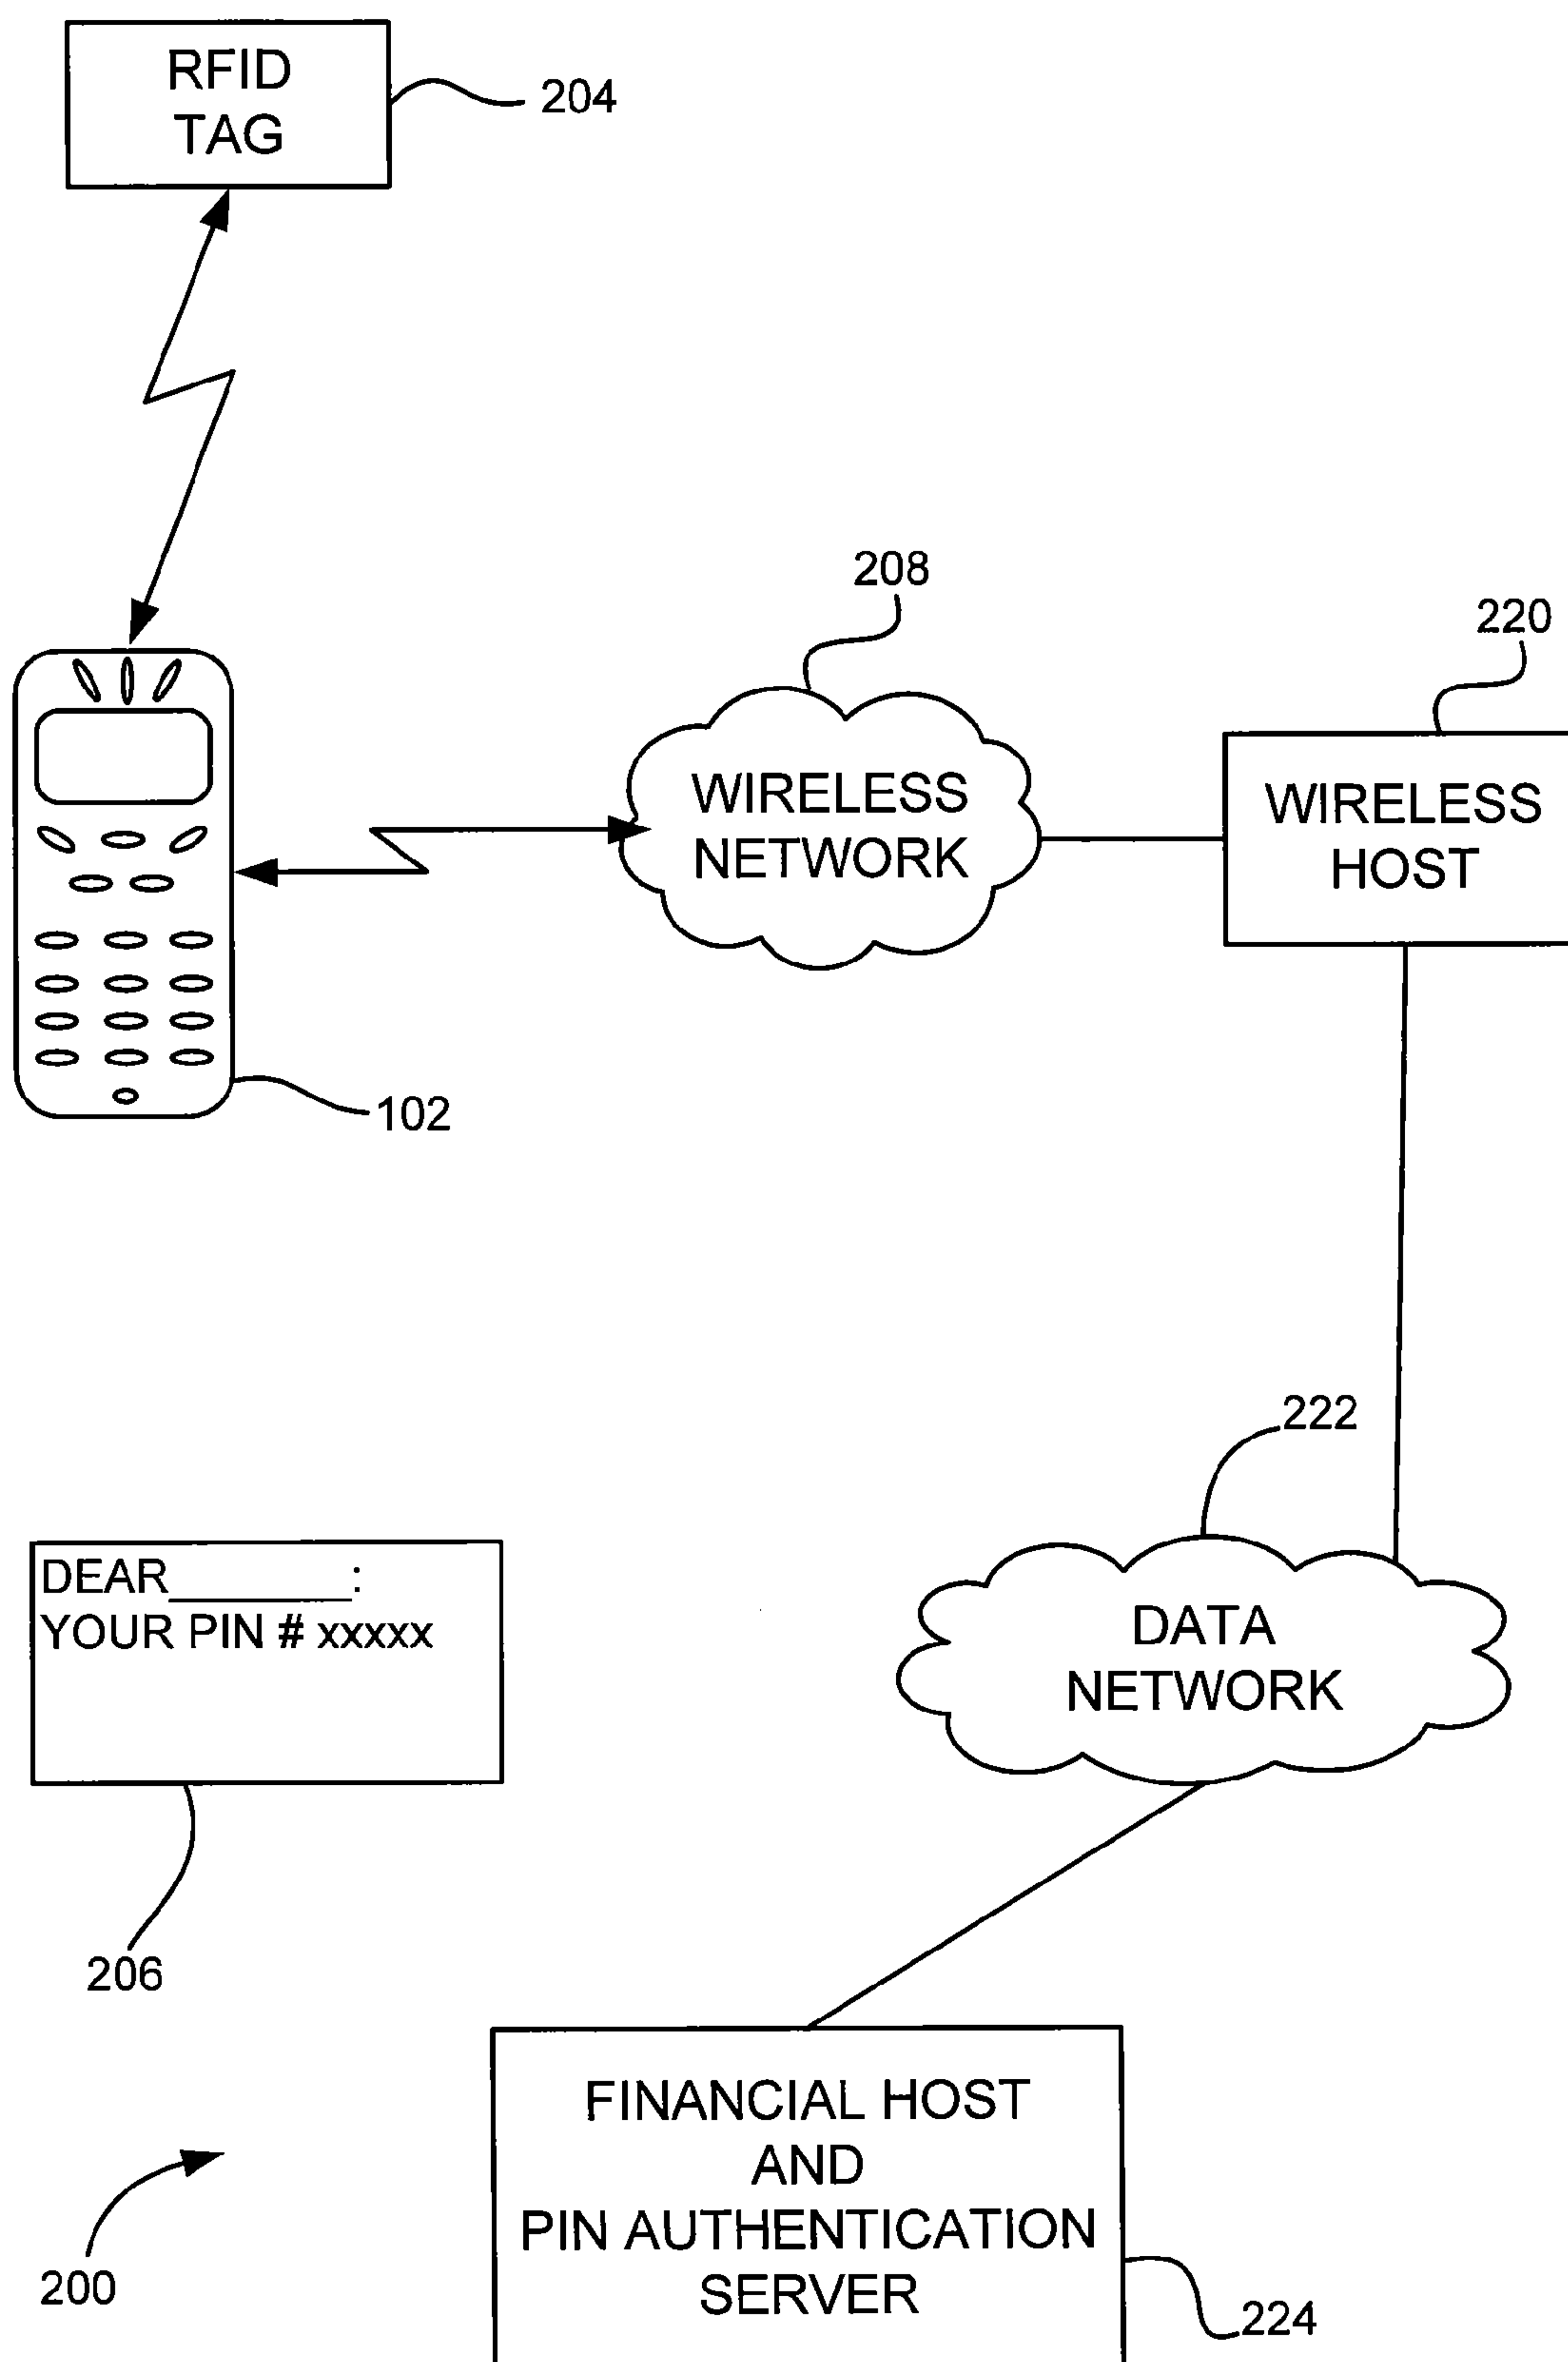 RFID
TAG
204
208
220
WIRELESS
NETWORK
WIRELESS
HOST
102
222
DEAR_______:
YOUR PIN # xxxxx
DATA
NETWORK
206
FINANCIAL HOST
AND
PIN AUTHENTICATION
SERVER
200
224